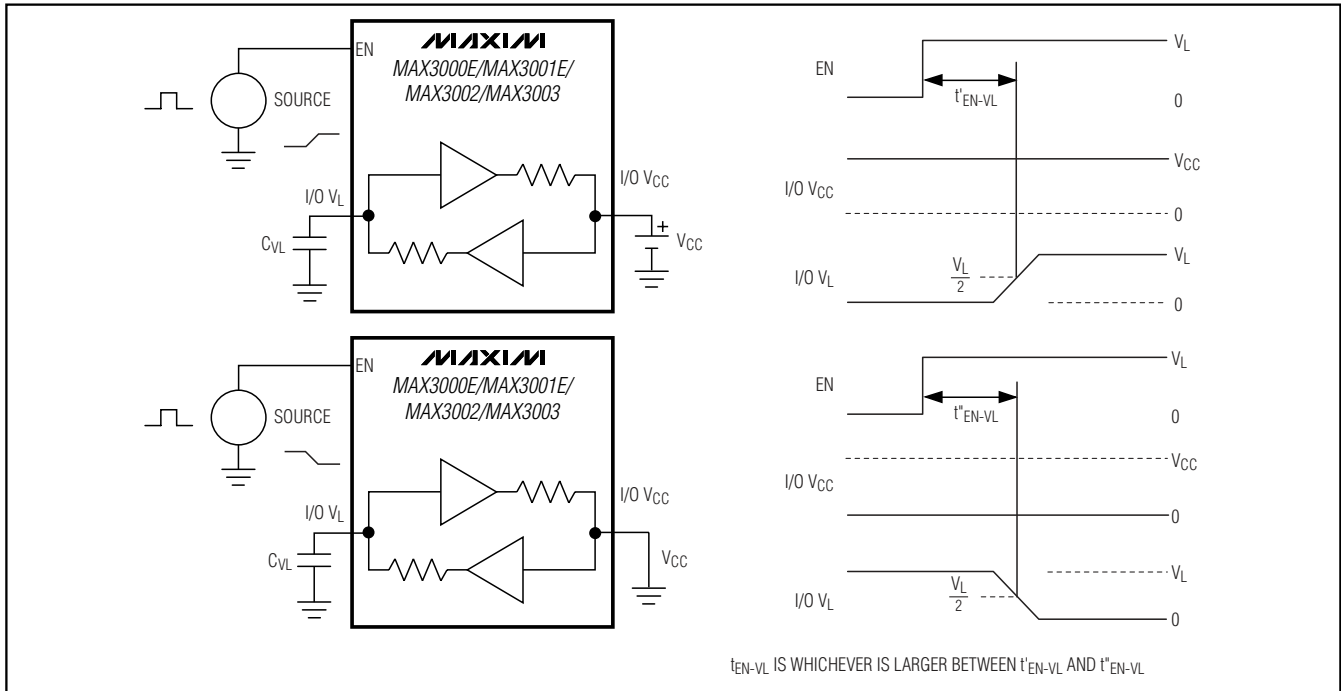 EN
MAXIM
MAX3000E/MAX3001E/
MAX3002/MAX3003
SOURCE
I/O VL
I/O VCC
CVL
+
VCC
EN
VL
t'EN-VL
0
I/O VCC
VCC
0
I/O VL
VL
2
VL
0
EN
MAXIM
MAX3000E/MAX3001E/
MAX3002/MAX3003
SOURCE
I/O VL
I/O VCC
CVL
VCC
EN
VL
t"EN-VL
0
I/O VCC
VCC
0
I/O VL
VL
2
VL
0
tEN-VL IS WHICHEVER IS LARGER BETWEEN t'EN-VL AND t"EN-VL